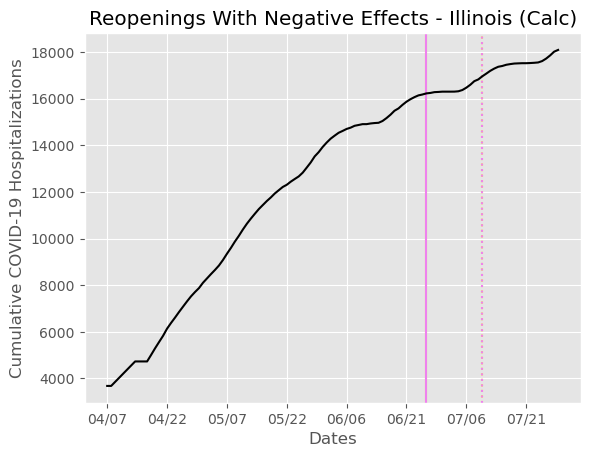 Reopenings With Negative Effects - Illinois (Calc)
Cumulative COVID-19 Hospitalizations
18000
16000
14000
12000
10000
8000
6000
4000
04/07 04/22 05/07 05/22 06/06 06/21 07/06 07/21
Dates